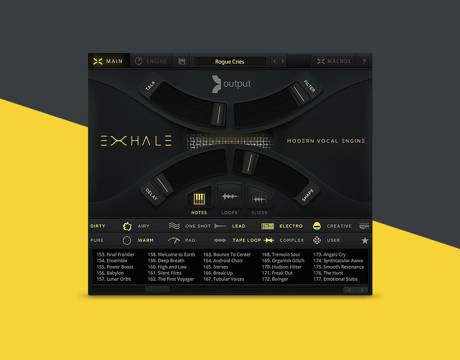 MAIN
ENGINE
Rogue Cries
MACROS
?
output
TALK
FILTER
EXHALE
MODERN VOCAL ENGINE
DELAY
SHAPE
NOTES
LOOPS
SLICES
DIRTY AIRY ONE SHOT LEAD ELECTRO CREATIVE
PURE WARM PAD TAPE LOOP COMPLEX USER
153. Final Frontier 158. Welcome to Earth 163. Bounce To Center 168. Tremolo Soul 173. Angels Cry
154. Ensemble 159. Deep Breath 164. Android Choir 169. Organish Glitch 174. Synthtacular Awws
155. Power Boost 160. High and Low 165. Nerves 170. Hudson Hitter 175. Smooth Resonance
156. Babylon 161. Silent Films 166. Break Up 171. Freak Out 176. The Hunt
157. Lunar Orbit 162. The First Voyager 167. Tubular Voices 172. Boinger 177. Emotional Stabs